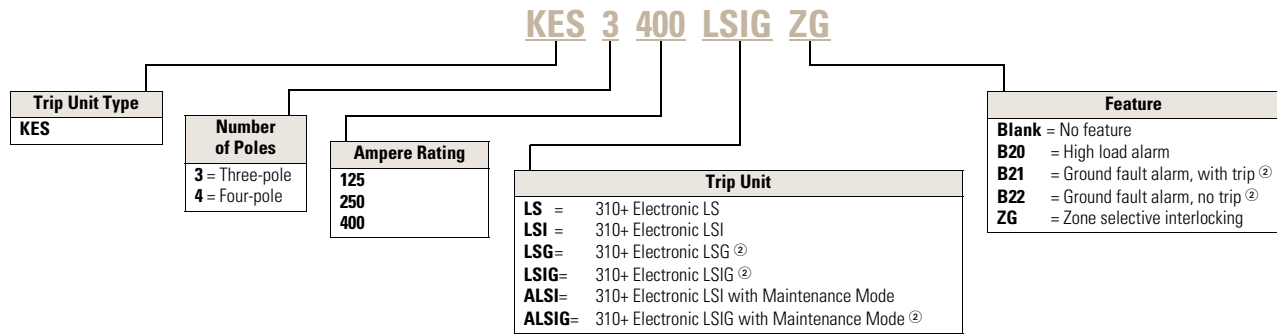 KES 3 400 LSIG ZG
Trip Unit Type
KES
Number
of Poles
3 = Three-pole
4 = Four-pole
Ampere Rating
125
250
400
Trip Unit
LS = 310+ Electronic LS
LSI = 310+ Electronic LSI
LSG= 310+ Electronic LSG ②
LSIG= 310+ Electronic LSIG ②
ALSI= 310+ Electronic LSI with Maintenance Mode
ALSIG= 310+ Electronic LSIG with Maintenance Mode ②
Feature
Blank = No feature
B20 = High load alarm
B21 = Ground fault alarm, with trip ②
B22 = Ground fault alarm, no trip ②
ZG = Zone selective interlocking